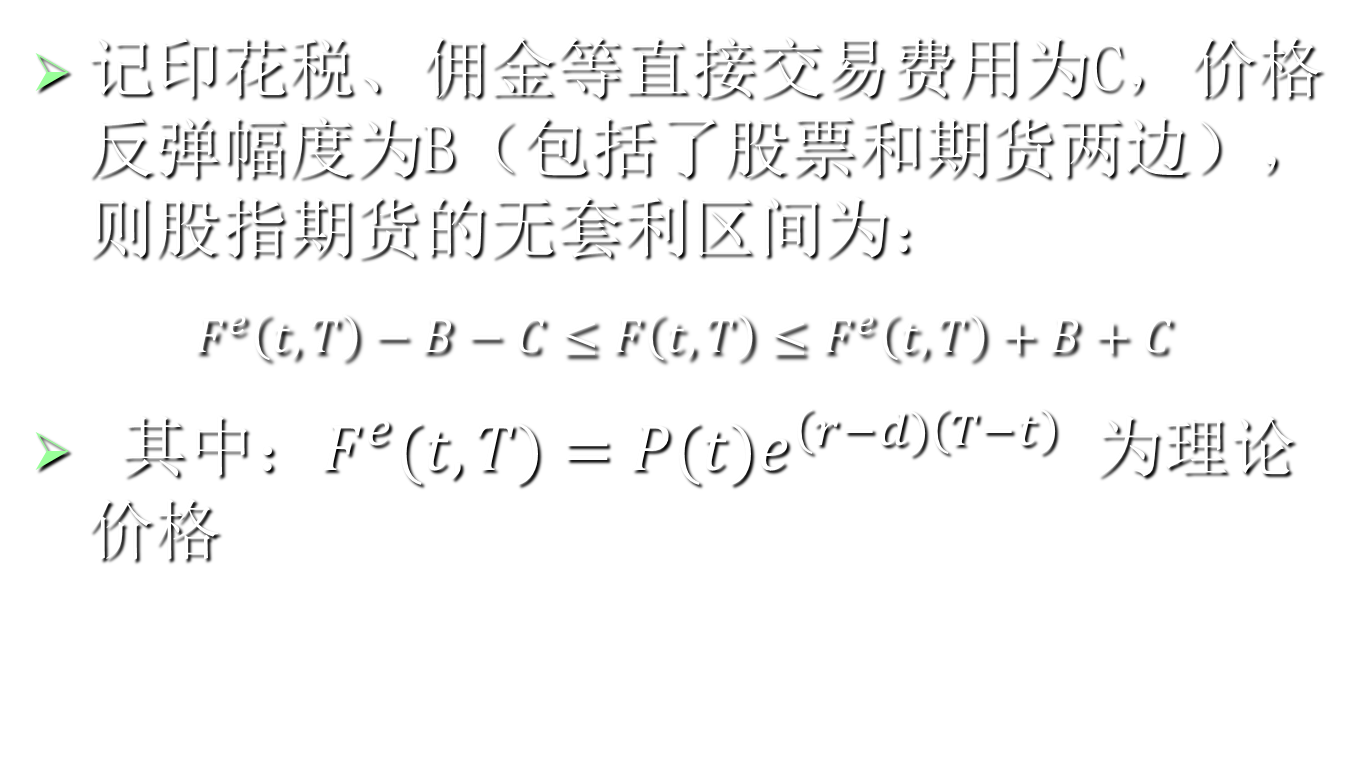 记印花税、佣金等直接交易费用为C，价格
反弹幅度为B（包括了股票和期货两边），
则股指期货的无套利区间为：
F^e(t,T) − B − C ≤ F(t,T) ≤ F^e(t,T) + B + C
其中：F^e(t,T) = P(t)e^{(r−d)(T−t)} 为理论
价格